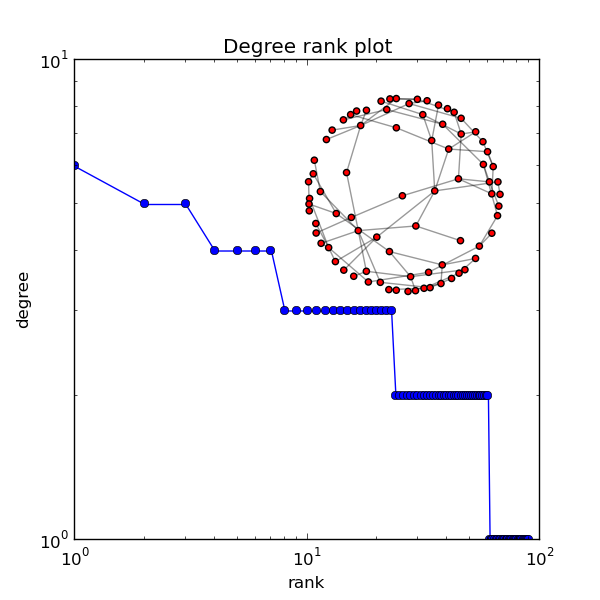 Degree rank plot
10¹
degree
10⁰
10⁰ 10¹ 10²
rank